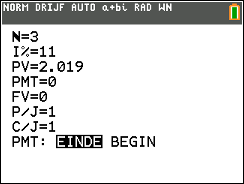 NORM DRIJF AUTO a+bi RAD WN
N=3
I%=11
PV=2.019
PMT=0
FV=0
P/J=1
C/J=1
PMT: EINDE BEGIN